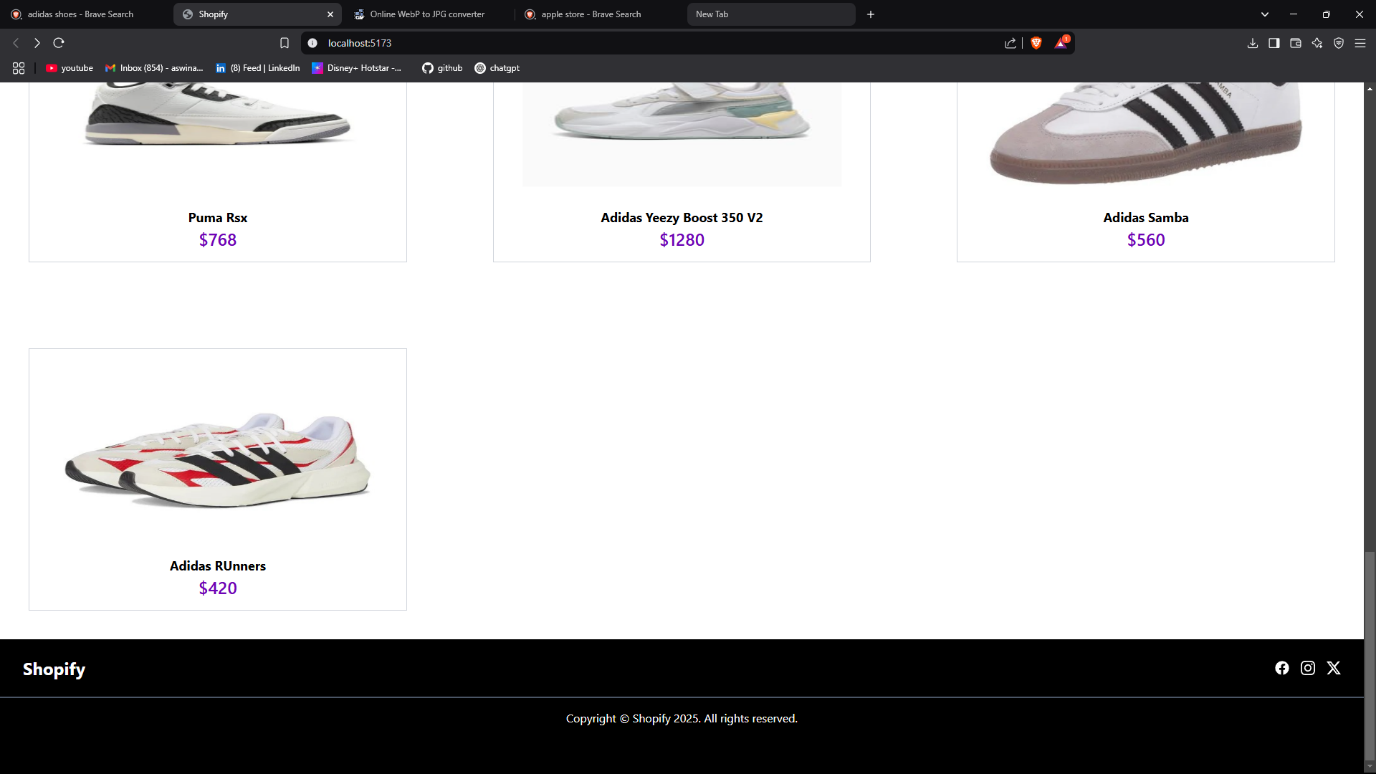 adidas shoes - Brave Search
Shopify
Online WebP to JPG converter
apple store - Brave Search
New Tab
localhost:5173
1
youtube
Inbox (854) - aswina...
(8) Feed | LinkedIn
Disney+ Hotstar -...
github
chatgpt
Puma Rsx
$768
Adidas Yeezy Boost 350 V2
$1280
Adidas Samba
$560
Adidas RUnners
$420
Shopify
Copyright © Shopify 2025. All rights reserved.